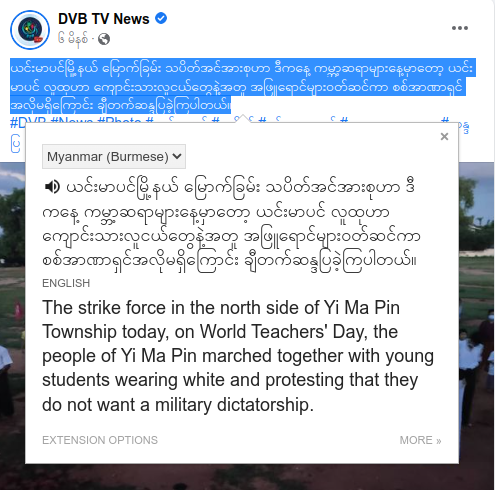 DVB TV News
၆ မိနစ် ·
ယင်းမာပင်မြို့နယ် မြောက်ခြမ်း သပိတ်အင်အားစုဟာ ဒီကနေ့ ကမ္ဘာ့ဆရာများနေ့မှာတော့ ယင်း
မာပင် လူထုဟာ ကျောင်းသားလူငယ်တွေနဲ့အတူ အဖြူရောင်များဝတ်ဆင်ကာ စစ်အာဏာရှင်
အလိုမရှိကြောင်း ချီတက်ဆန္ဒပြခဲ့ကြပါတယ်။
#DVB #News #Photo
Myanmar (Burmese)
×
ယင်းမာပင်မြို့နယ် မြောက်ခြမ်း သပိတ်အင်အားစုဟာ ဒီ
ကနေ့ ကမ္ဘာ့ဆရာများနေ့မှာတော့ ယင်းမာပင် လူထုဟာ
ကျောင်းသားလူငယ်တွေနဲ့အတူ အဖြူရောင်များဝတ်ဆင်ကာ
စစ်အာဏာရှင်အလိုမရှိကြောင်း ချီတက်ဆန္ဒပြခဲ့ကြပါတယ်။
ENGLISH
The strike force in the north side of Yi Ma Pin
Township today, on World Teachers' Day, the
people of Yi Ma Pin marched together with young
students wearing white and protesting that they
do not want a military dictatorship.
EXTENSION OPTIONS
MORE »